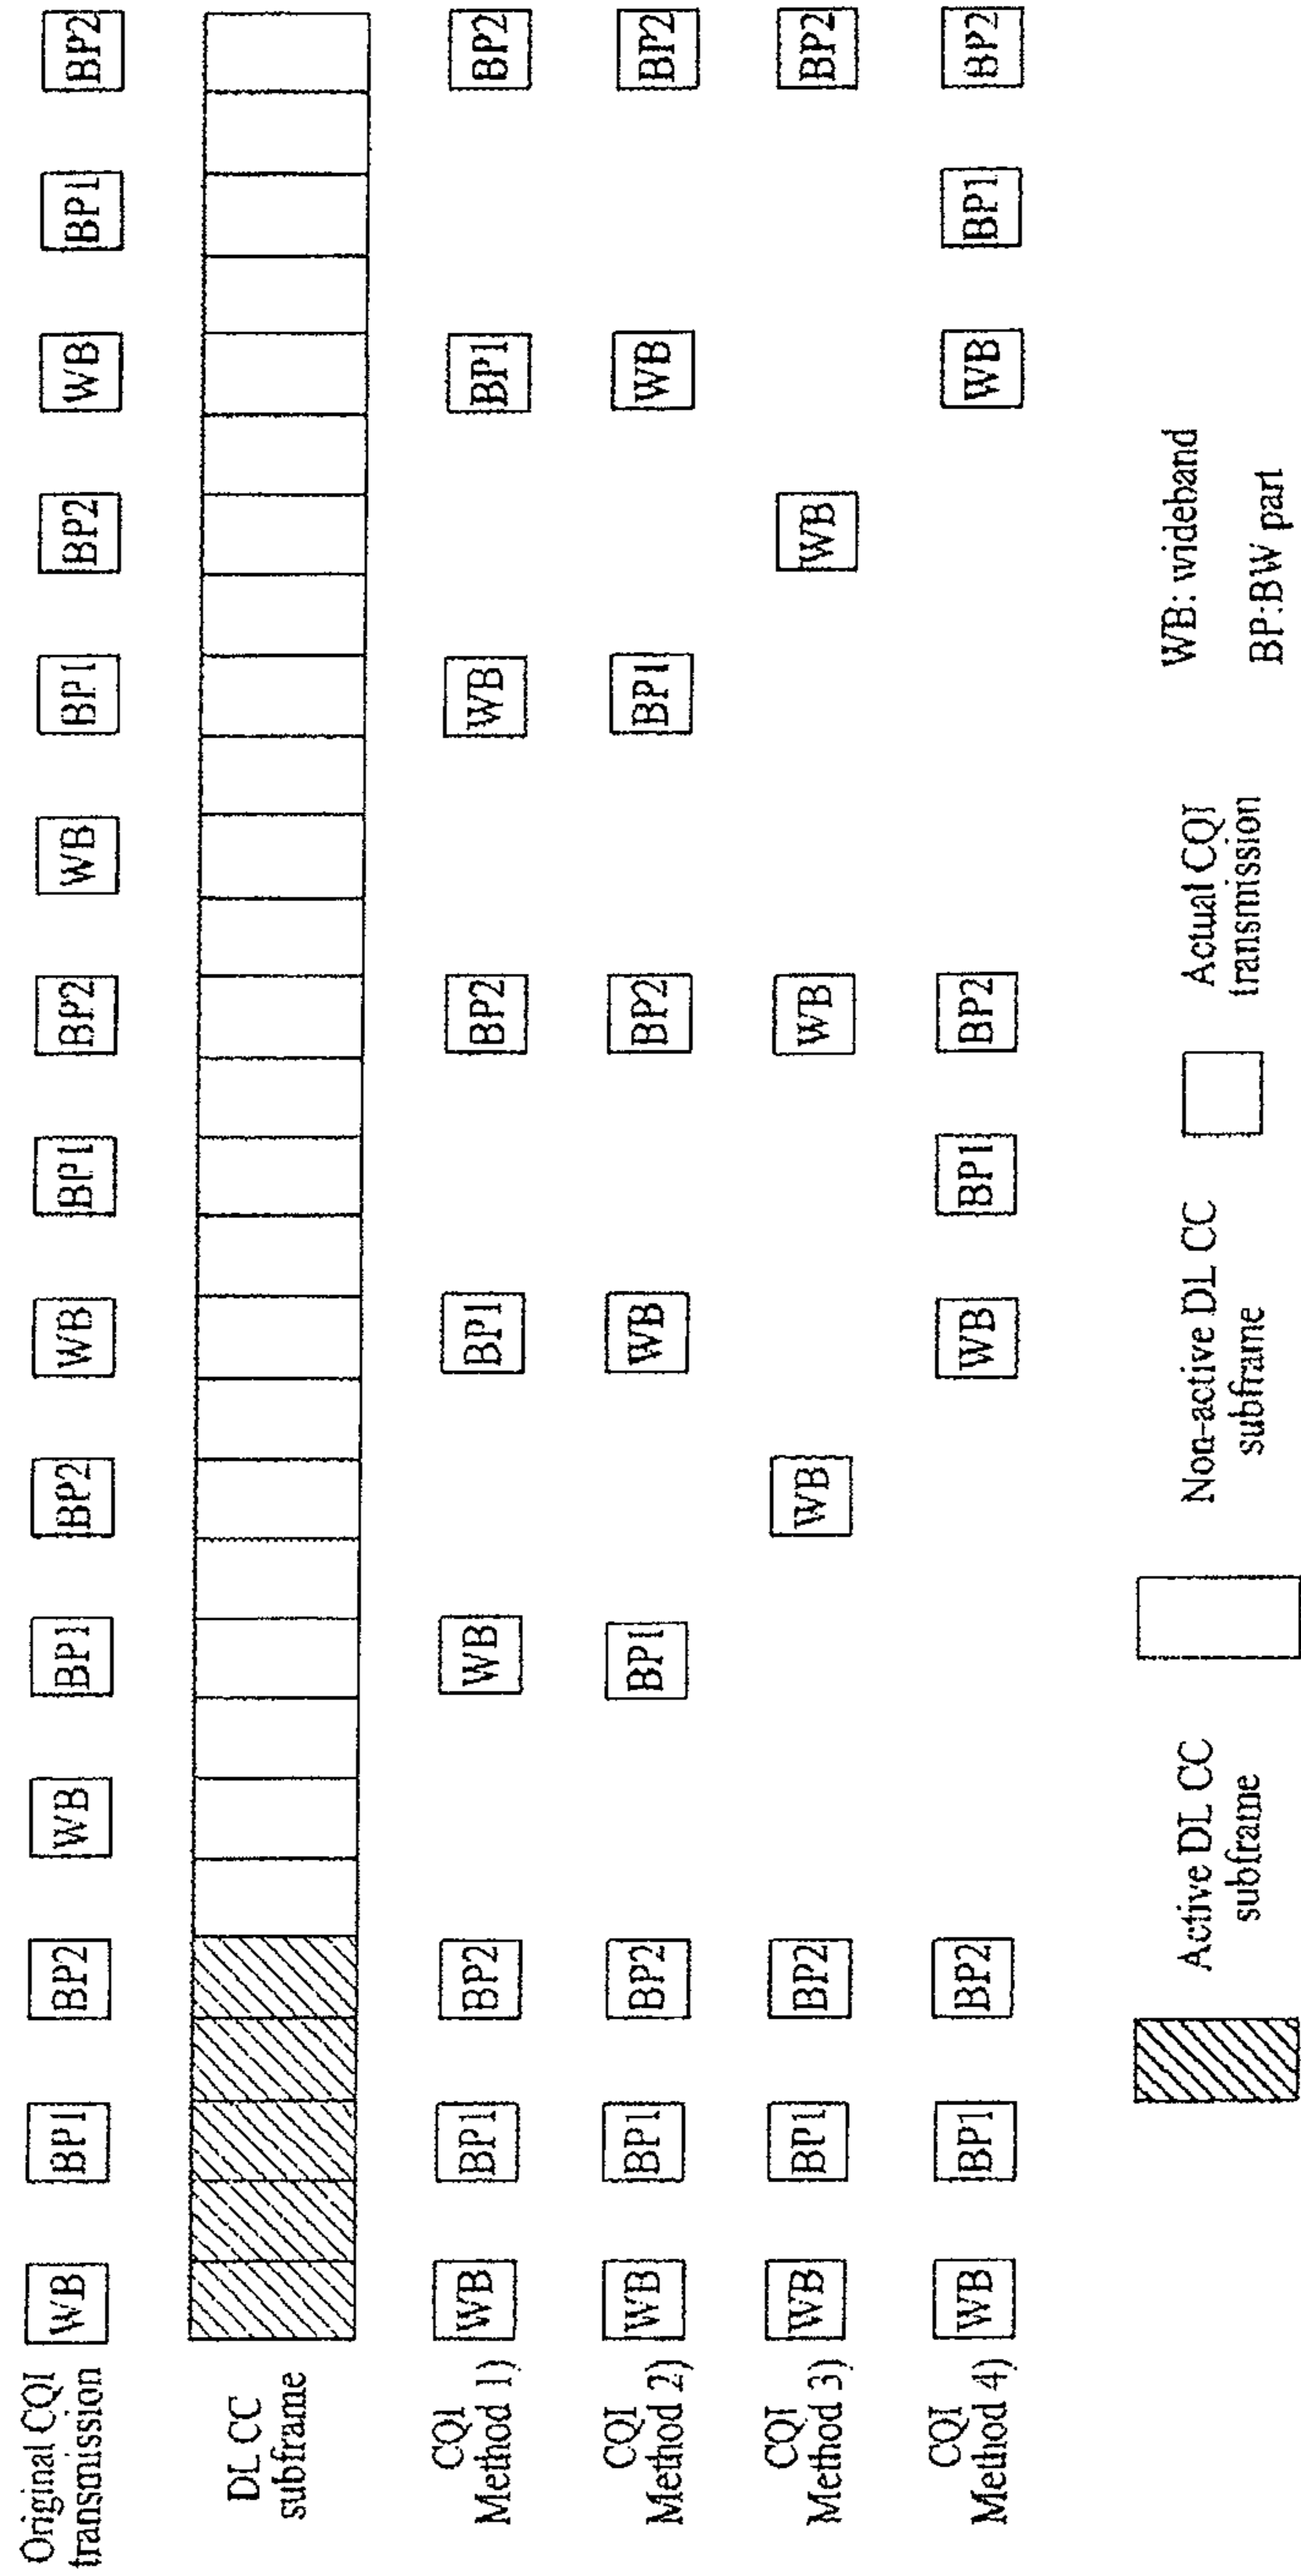 Original CQI
transmission
WB BP1 BP2 WB BP1 BP2 WB BP1 BP2 WB BP1 BP2 WB BP1 BP2
DL CC
subframe
CQI
Method 1)
WB BP1 BP2 WB BP1 BP2 WB BP1 BP2
CQI
Method 2)
WB BP1 BP2 BP1 WB BP2 BP1 WB BP2
CQI
Method 3)
WB BP1 BP2 WB WB WB BP2
CQI
Method 4)
WB BP1 BP2 WB BP1 BP2 WB BP1 BP2
Active DL CC
subframe
Non-active DL CC
subframe
Actual CQI
transmission
WB: wideband
BP:BW part